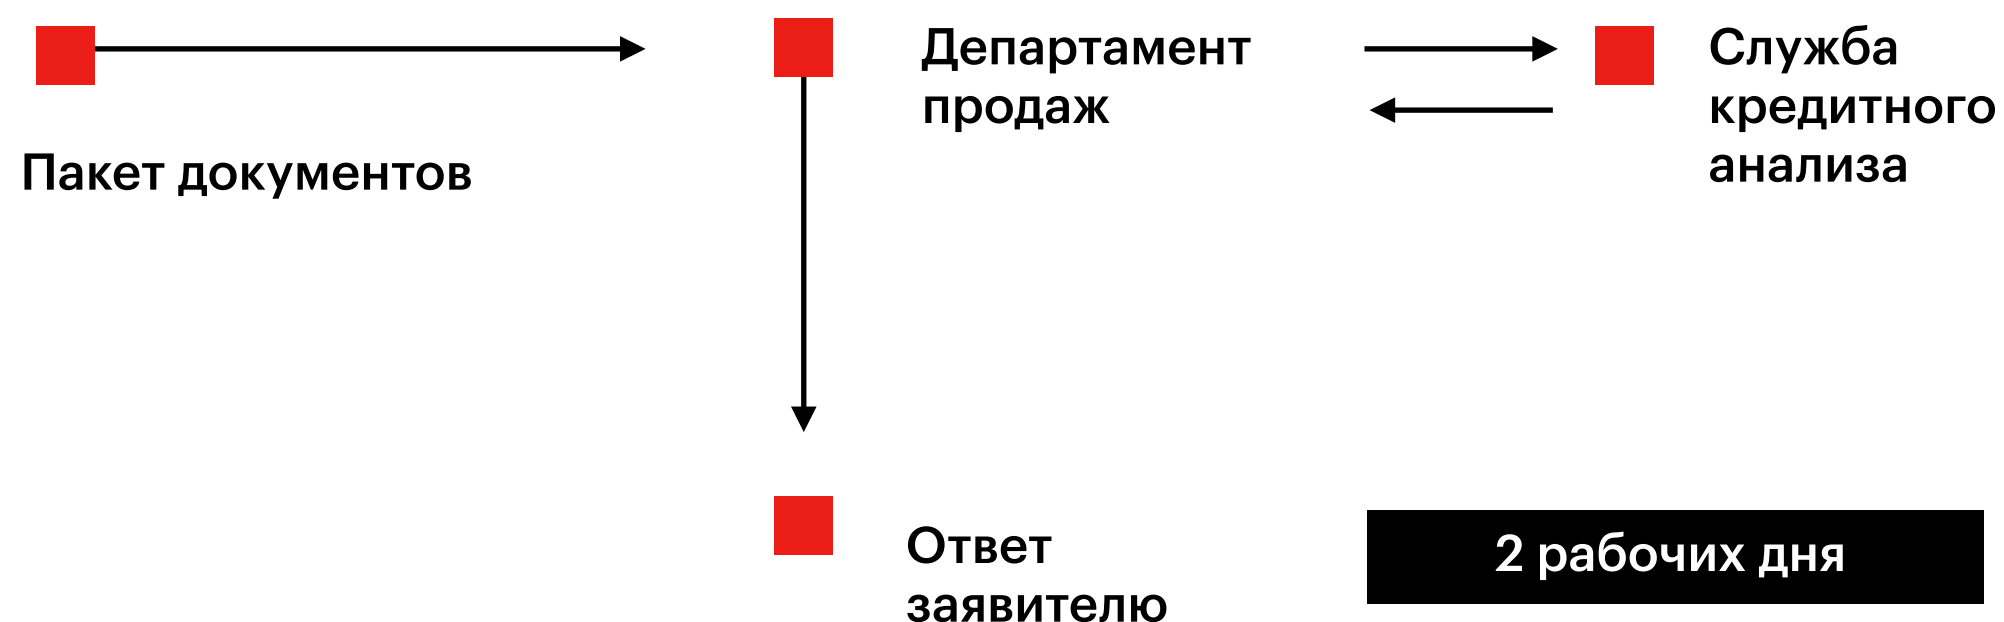 Пакет документов
Департамент
продаж
Служба
кредитного
анализа
Ответ
заявителю
2 рабочих дня